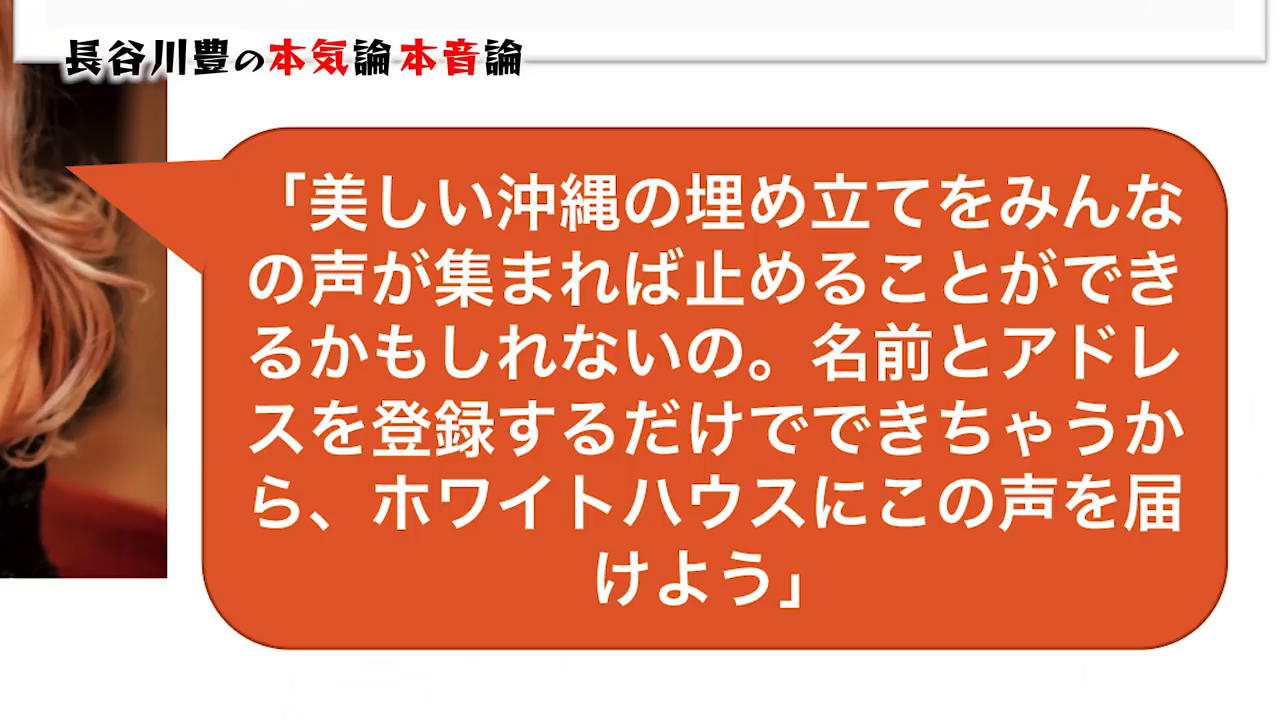 長谷川豊の本気論本音論
「美しい沖縄の埋め立てをみんな
の声が集まれば止めることができ
るかもしれないの。名前とアドレ
スを登録するだけでできちゃうか
ら、ホワイトハウスにこの声を届
けよう」